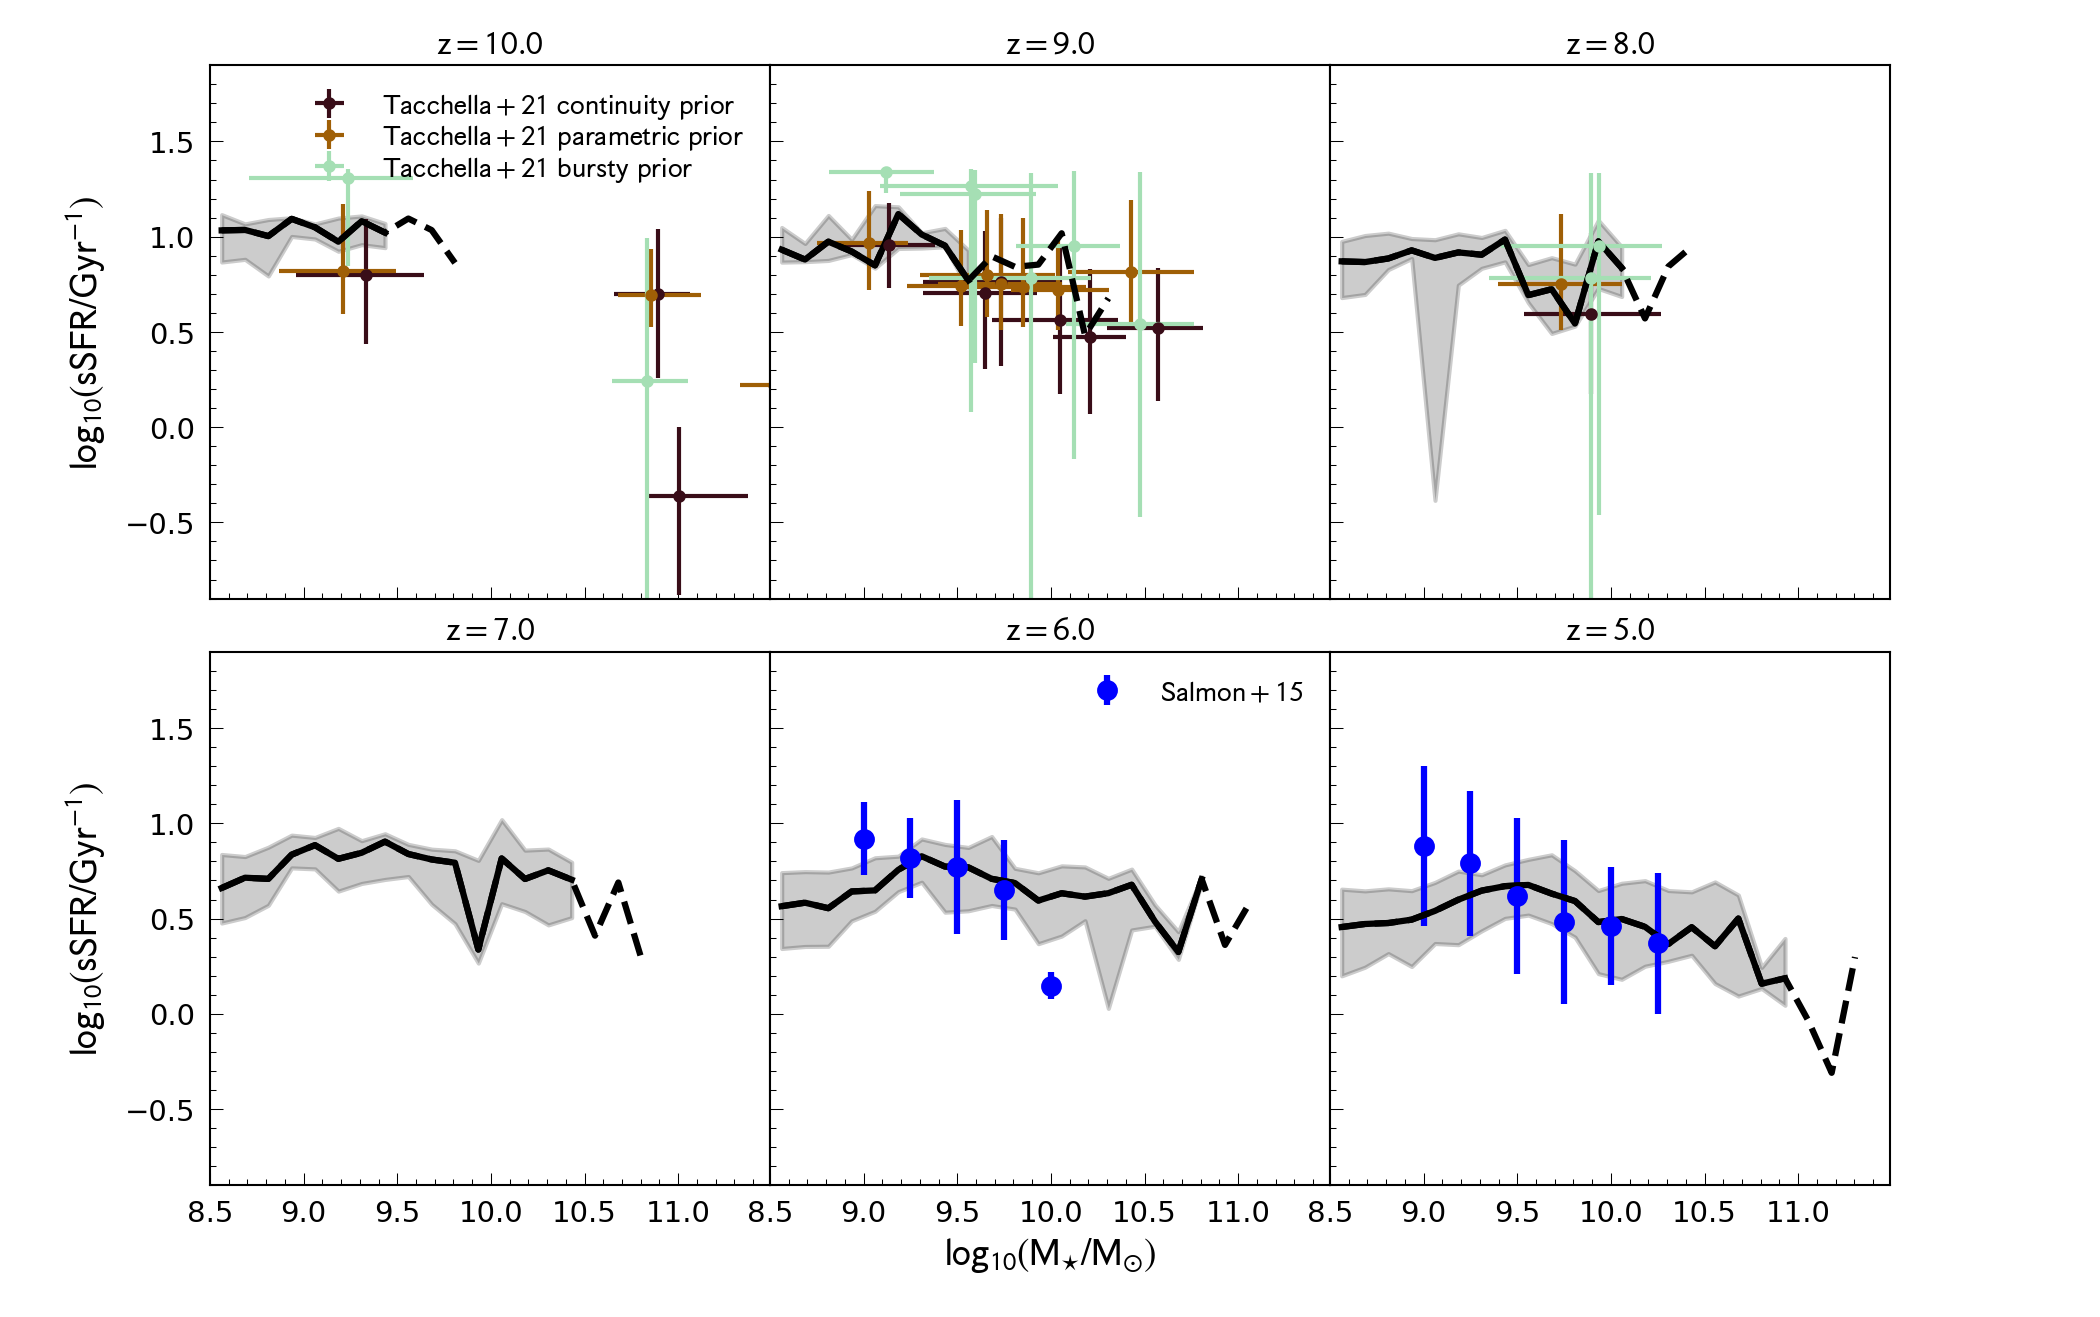 z=10.0 z=9.0 z=8.0
Tacchella+21 continuity prior
Tacchella+21 parametric prior
Tacchella+21 bursty prior
1.5
1.0
0.5
0.0
−0.5
log₁₀(sSFR/Gyr⁻¹)
z=7.0 z=6.0 z=5.0
Salmon+15
1.5
1.0
0.5
0.0
−0.5
log₁₀(sSFR/Gyr⁻¹)
8.5 9.0 9.5 10.0 10.5 11.0 8.5 9.0 9.5 10.0 10.5 11.0 8.5 9.0 9.5 10.0 10.5 11.0
log₁₀(M⋆/M⊙)